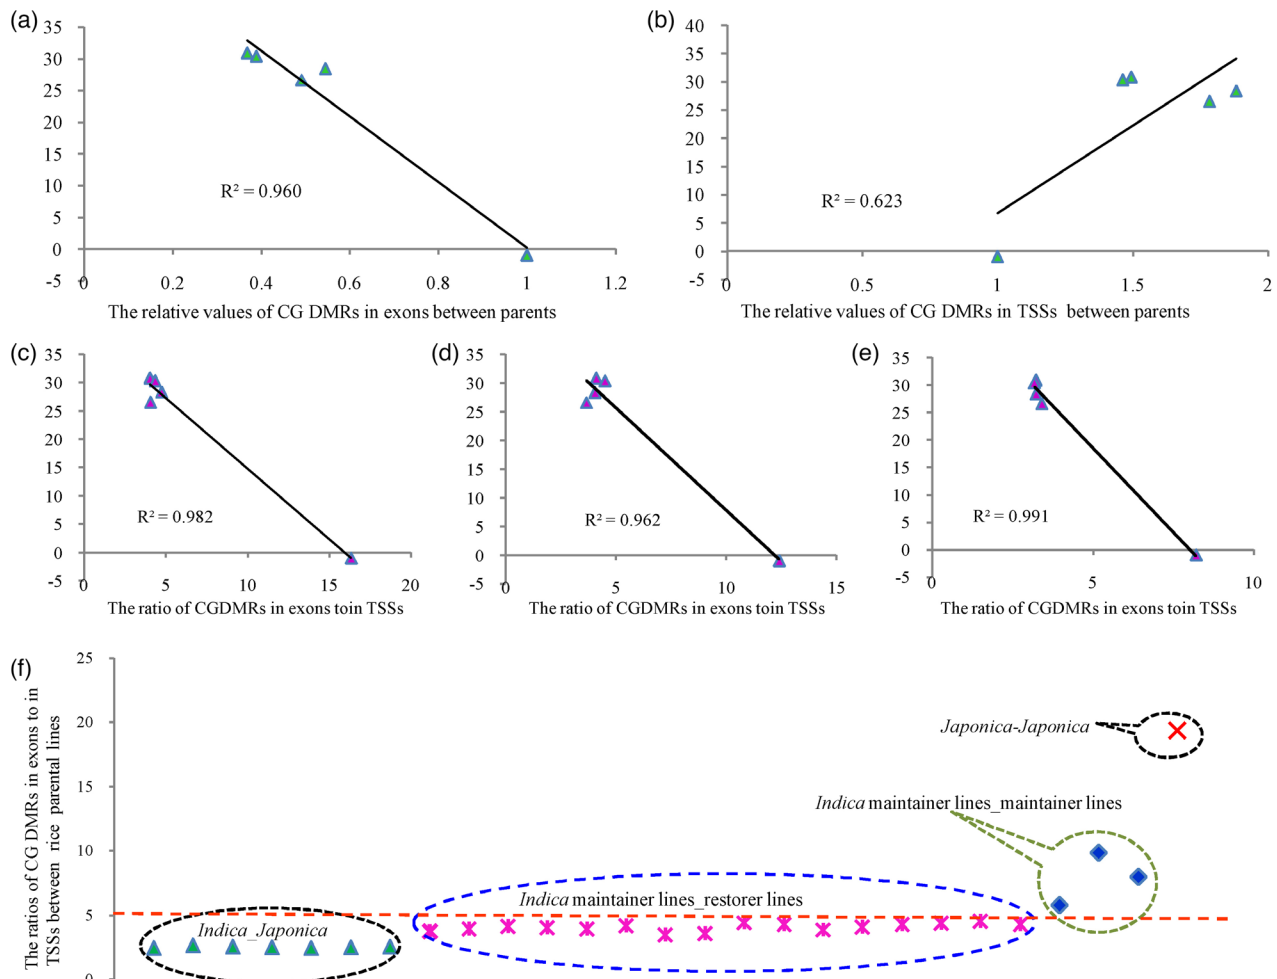 (a)
35
30
25
20
15
10
5
0
-5
R² = 0.960
0 0.2 0.4 0.6 0.8 1 1.2
The relative values of CG DMRs in exons between parents
(b)
40
35
30
25
20
15
10
5
0
-5
R² = 0.623
0 0.5 1 1.5 2
The relative values of CG DMRs in TSSs between parents
(c)
35
30
25
20
15
10
5
0
-5
R² = 0.982
0 5 10 15 20
The ratio of CGDMRs in exons toin TSSs
(d)
35
30
25
20
15
10
5
0
-5
R² = 0.962
0 5 10 15
The ratio of CGDMRs in exons toin TSSs
(e)
35
30
25
20
15
10
5
0
-5
R² = 0.991
0 5 10
The ratio of CGDMRs in exons toin TSSs
(f)
The ratios of CG DMRs in exons to in
TSSs between rice parental lines
25
20
15
10
5
0
Japonica-Japonica
Indica maintainer lines_maintainer lines
Indica maintainer lines_restorer lines
Indica_Japonica